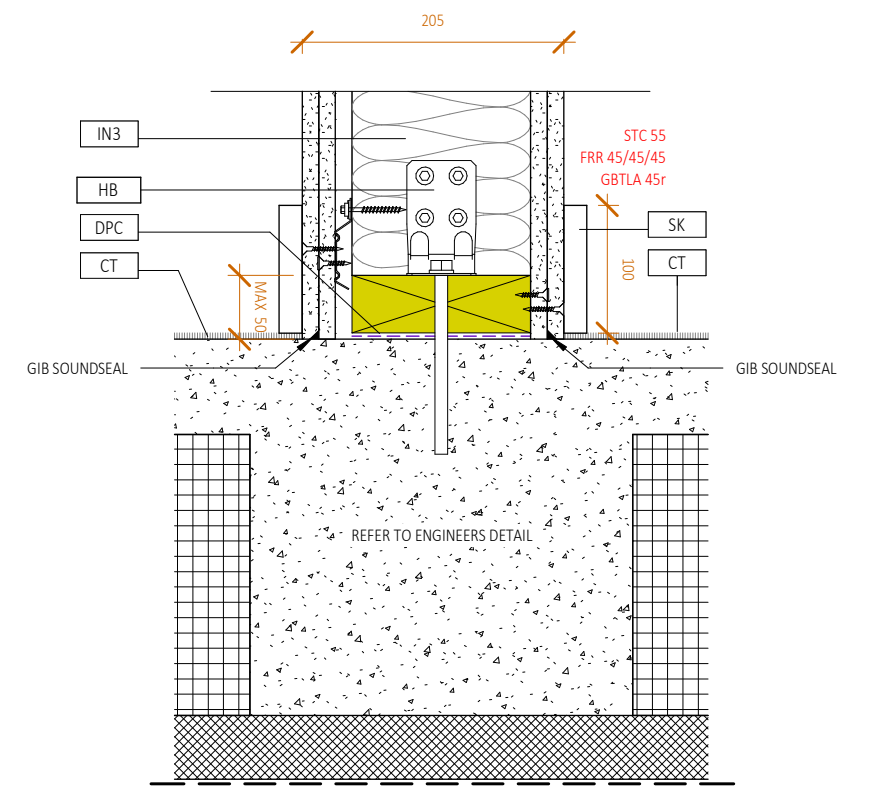 205
IN3
STC 55
FRR 45/45/45
GBTLA 45r
HB
DPC
SK
CT
CT
100
MAX 50
GIB SOUNDSEAL
GIB SOUNDSEAL
REFER TO ENGINEERS DETAIL